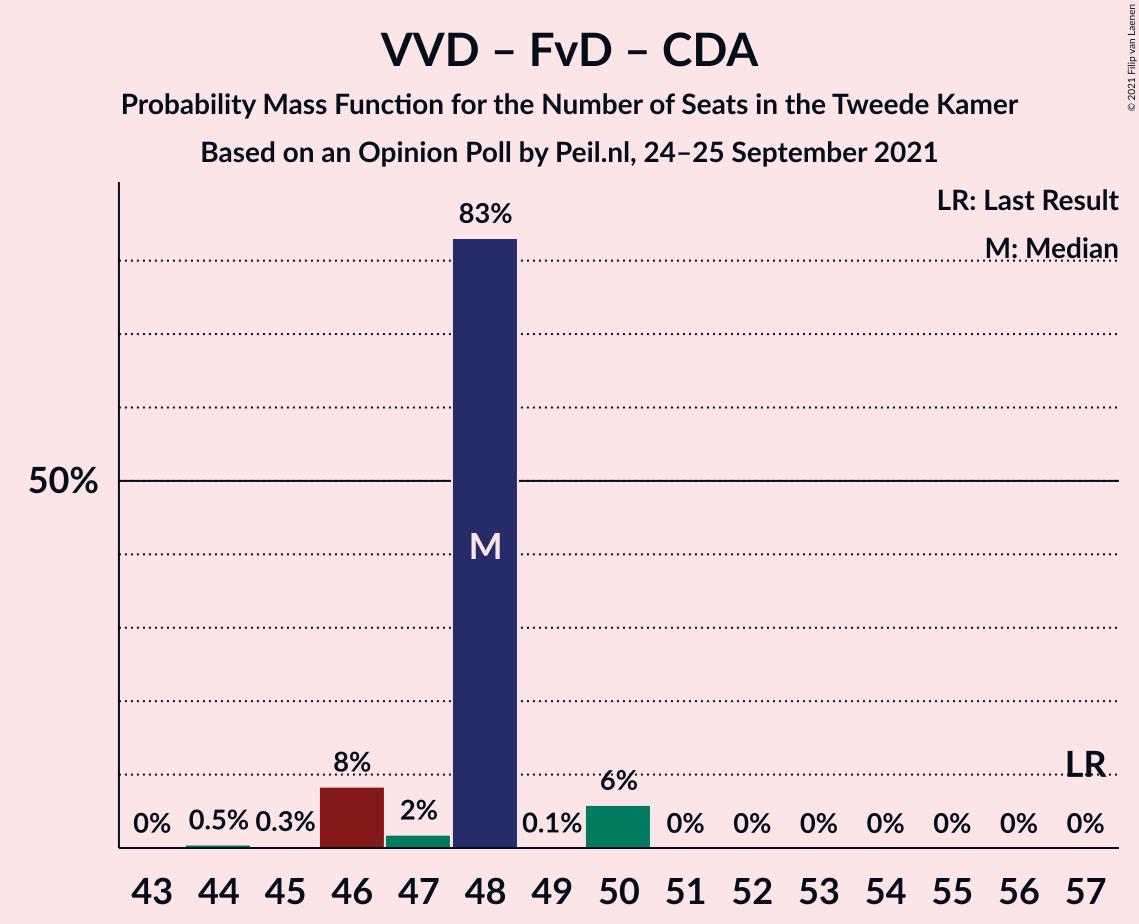 VVD – FvD – CDA
Probability Mass Function for the Number of Seats in the Tweede Kamer
Based on an Opinion Poll by Peil.nl, 24–25 September 2021
© 2021 Filip van Laenen
LR: Last Result
M: Median
50%
83%
M
8%
6%
LR
0%
0.5%
0.3%
2%
0.1%
0%
0%
0%
0%
0%
0%
0%
43 44 45 46 47 48 49 50 51 52 53 54 55 56 57